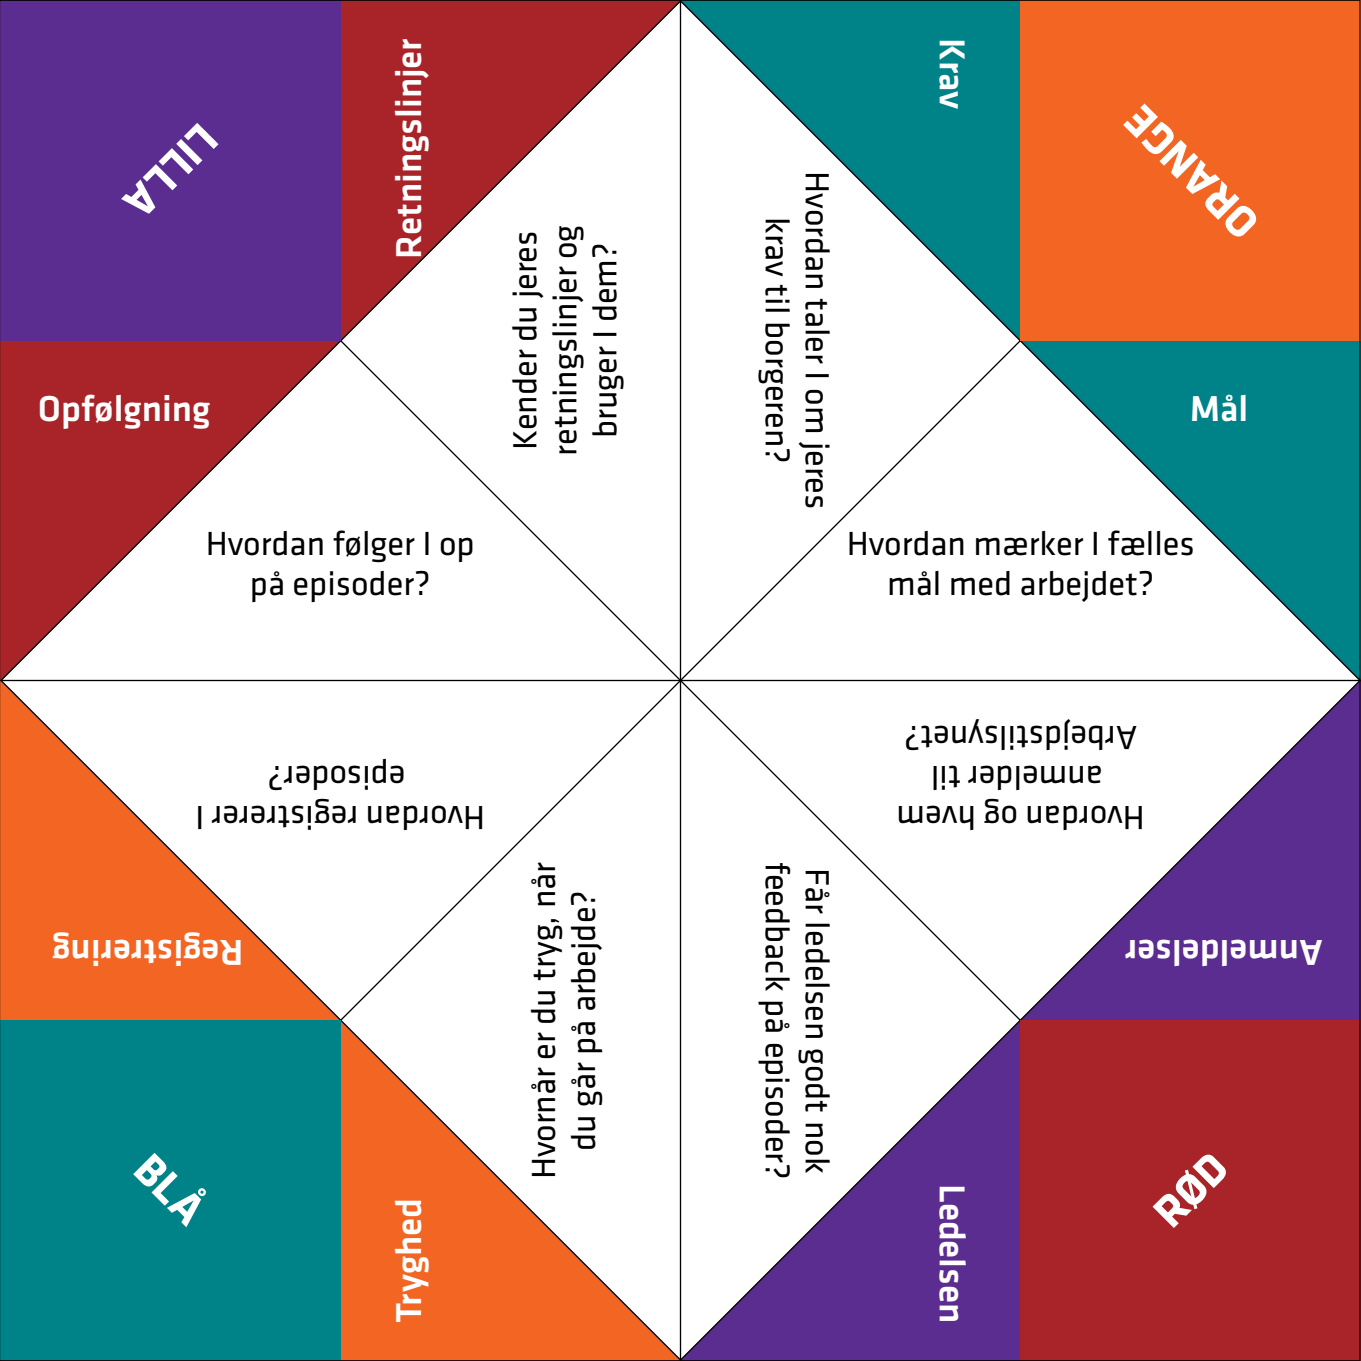 LILLA
Retningslinjer
Krav
ORANGE
Opfølgning
Mål
Kender du jeres
retningslinjer og
bruger I dem?
Hvordan taler I om jeres
krav til borgeren?
Hvordan følger I op
på episoder?
Hvordan mærker I fælles
mål med arbejdet?
Hvordan registrerer I
episoder?
Hvordan og hvem
anmelder til
Arbejdstilsynet?
Hvornår er du tryg, når
du går på arbejde?
Får ledelsen godt nok
feedback på episoder?
Registrering
Anmeldelser
BLÅ
Tryghed
Ledelsen
RØD